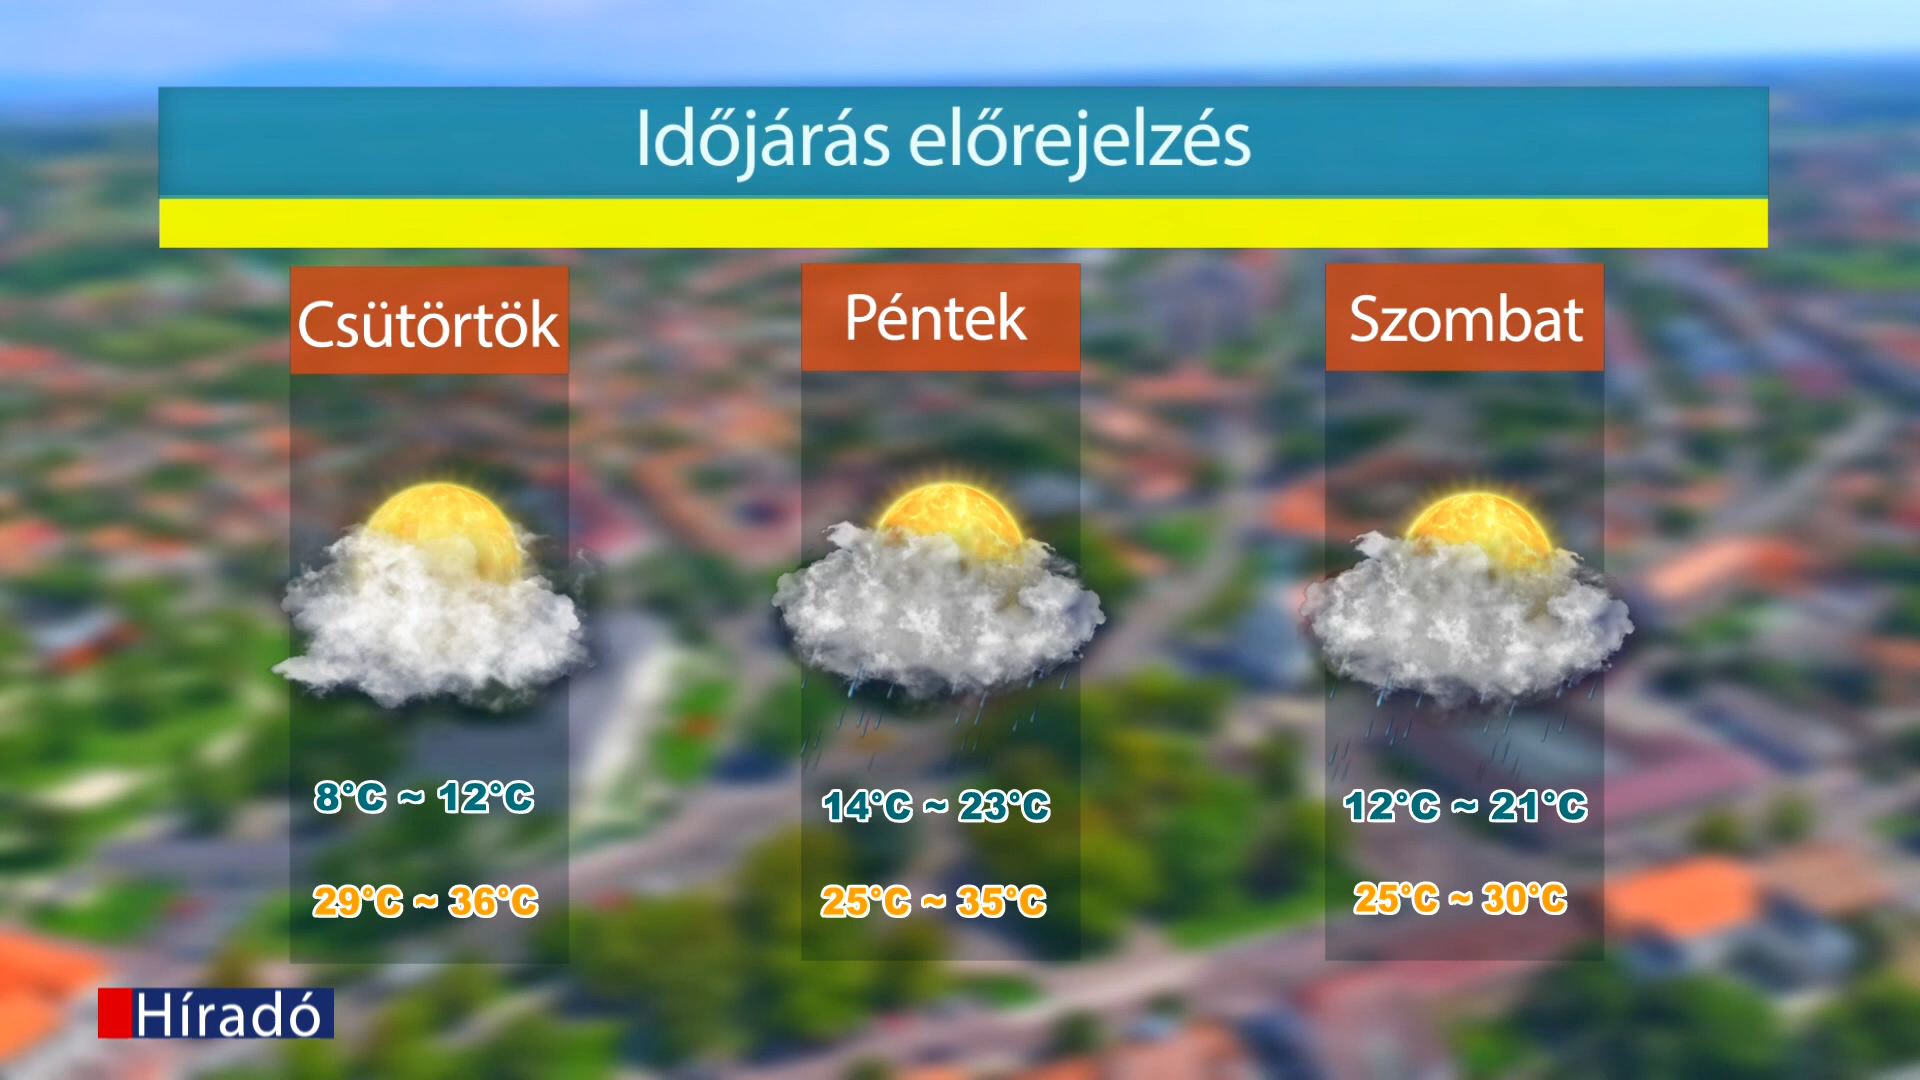 Időjárás előrejelzés
Csütörtök
Péntek
Szombat
8°C ~ 12°C
14°C ~ 23°C
12°C ~ 21°C
29°C ~ 36°C
25°C ~ 35°C
25°C ~ 30°C
Híradó